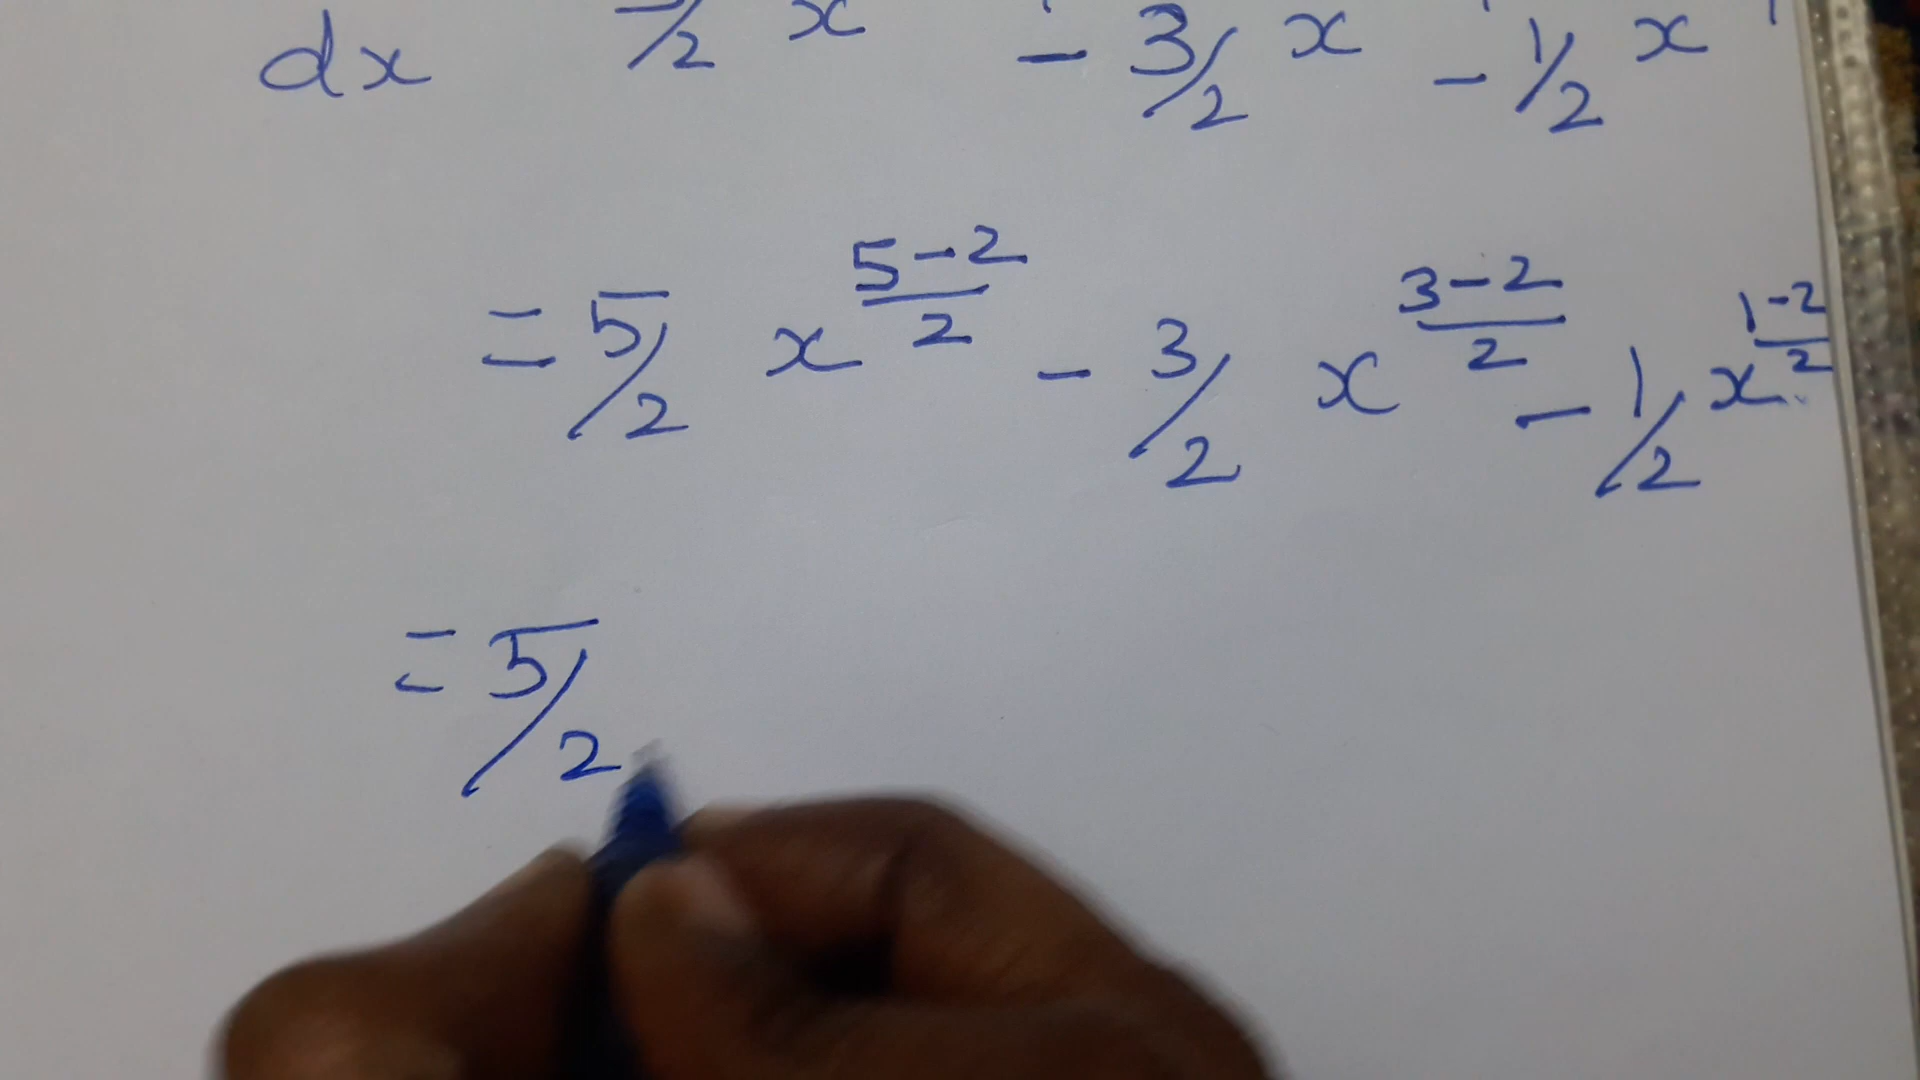 dx /2 x - 3/2 x - 1/2 x
= 5/2 x^(5-2)/2 - 3/2 x^(3-2)/2 - 1/2 x^(1-2)/2
= 5/2